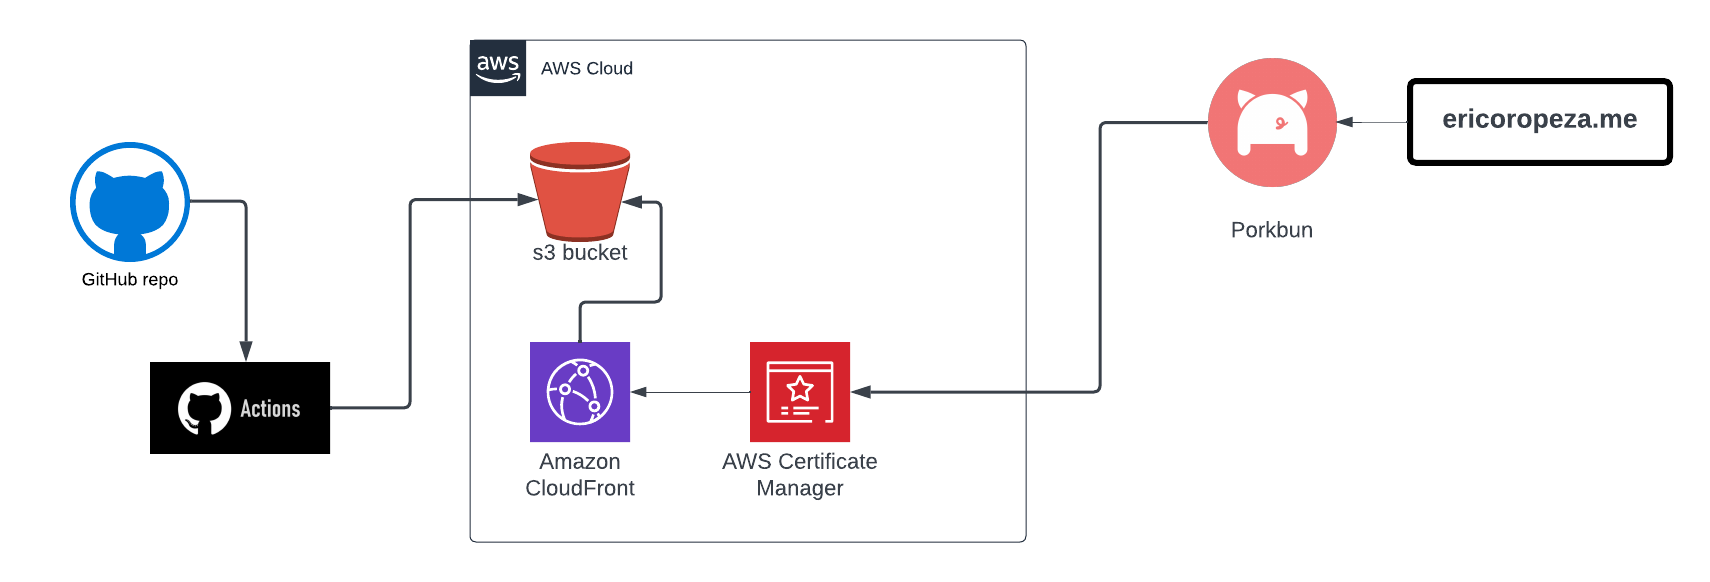 aws
AWS Cloud
ericoropeza.me
Porkbun
s3 bucket
GitHub repo
Actions
Amazon
CloudFront
AWS Certificate
Manager